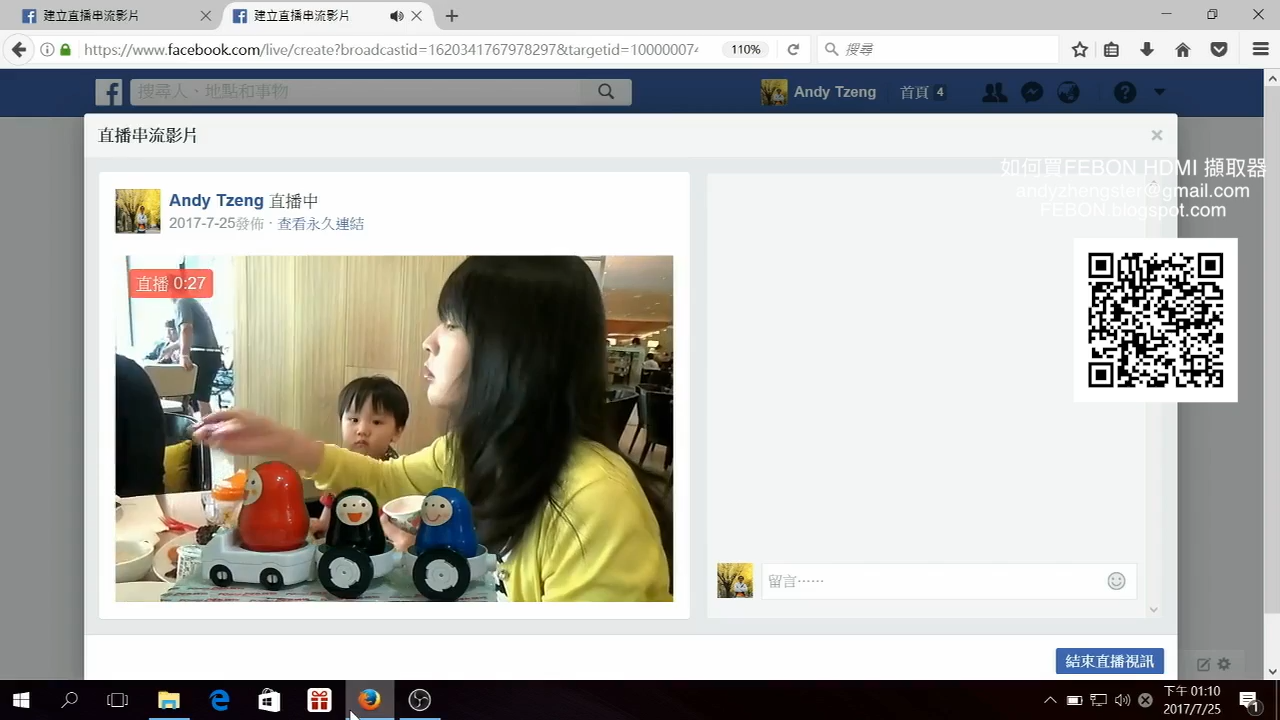 建立直播串流影片
建立直播串流影片
https://www.facebook.com/live/create?broadcastid=1620341767978297&targetid=10000007
110%
搜尋
搜尋人、地點和事物
Andy Tzeng
首頁 4
直播串流影片
如何買FEBON HDMI 擷取器
andyzhengster@gmail.com
FEBON.blogspot.com
Andy Tzeng 直播中
2017-7-25發佈 · 查看永久連結
直播 0:27
留言……
結束直播視訊
下午 01:10
2017/7/25
1